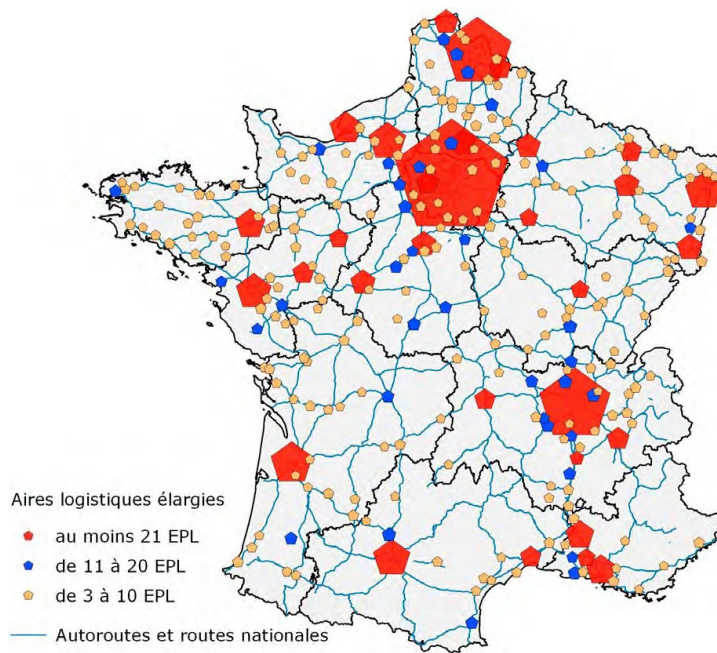 Aires logistiques élargies
au moins 21 EPL
de 11 à 20 EPL
de 3 à 10 EPL
Autoroutes et routes nationales